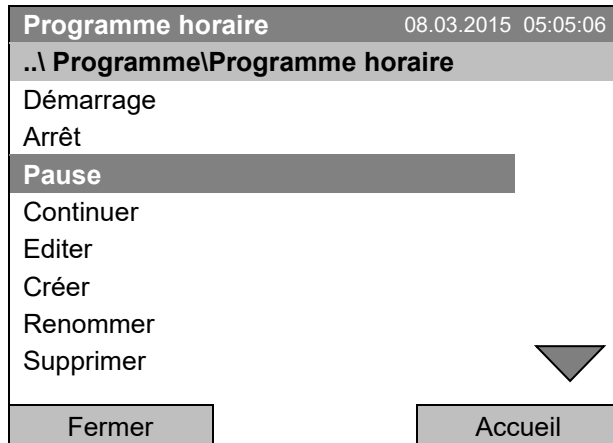 Programme horaire 08.03.2015 05:05:06
..\ Programme\Programme horaire
Démarrage
Arrêt
Pause
Continuer
Editer
Créer
Renommer
Supprimer
Fermer Accueil